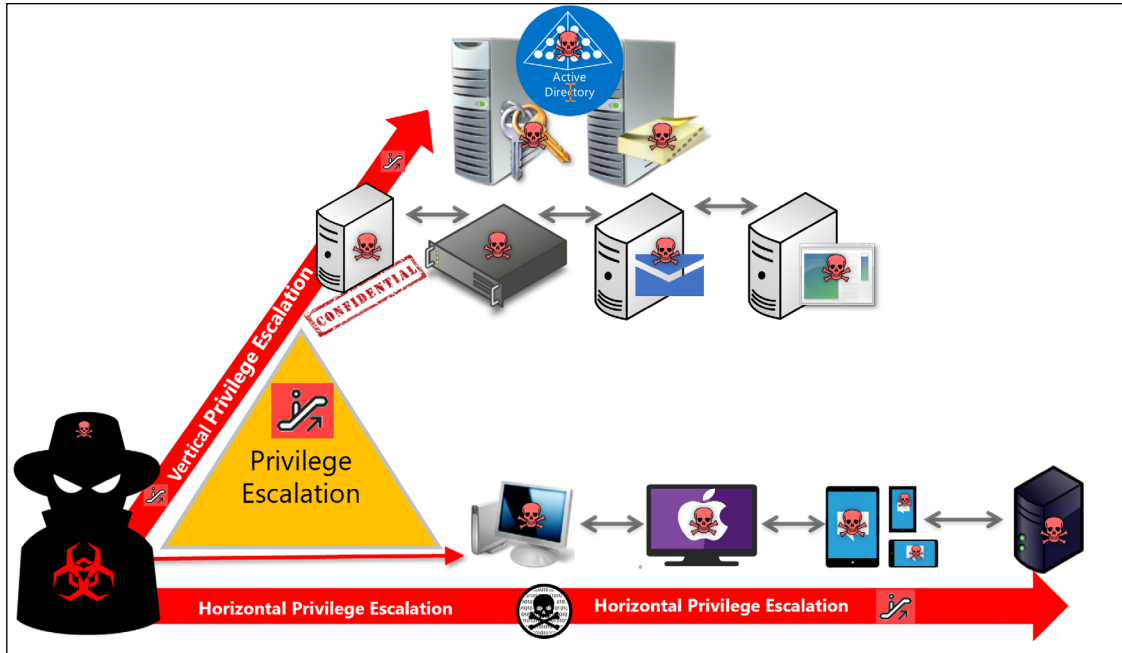 Active
Directory
CONFIDENTIAL
Vertical Privilege Escalation
Privilege
Escalation
Horizontal Privilege Escalation
Horizontal Privilege Escalation